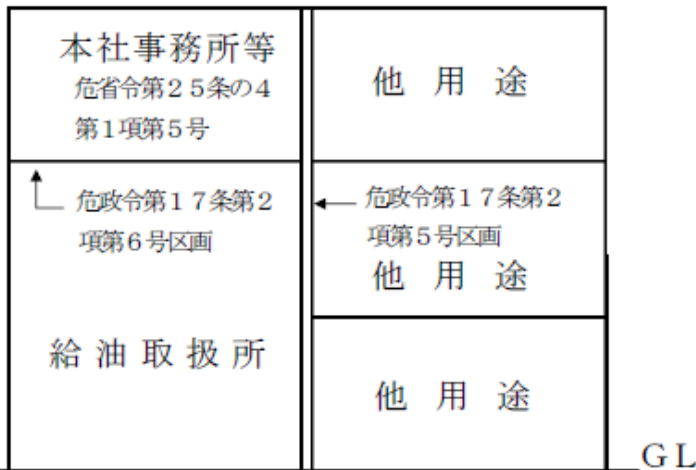 本社事務所等
危省令第25条の4
第1項第5号
他用途
危政令第17条第2
項第6号区画
危政令第17条第2
項第5号区画
他用途
給油取扱所
他用途
GL